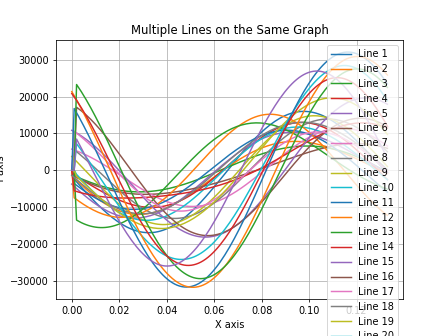 Multiple Lines on the Same Graph
30000
20000
10000
0
−10000
−20000
−30000
0.00
0.02
0.04
0.06
0.08
0.10
X axis
Line 1
Line 2
Line 3
Line 4
Line 5
Line 6
Line 7
Line 8
Line 9
Line 10
Line 11
Line 12
Line 13
Line 14
Line 15
Line 16
Line 17
Line 18
Line 19
Line 20